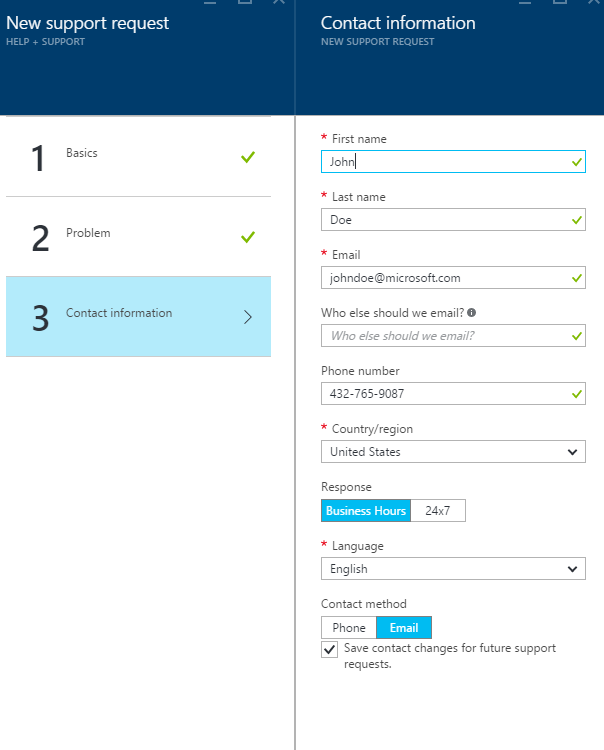 New support request
HELP + SUPPORT
1 Basics
2 Problem
3 Contact information
Contact information
NEW SUPPORT REQUEST
* First name
John
* Last name
Doe
* Email
johndoe@microsoft.com
Who else should we email?
Who else should we email?
Phone number
432-765-9087
* Country/region
United States
Response
Business Hours 24x7
* Language
English
Contact method
Phone Email
Save contact changes for future support
requests.